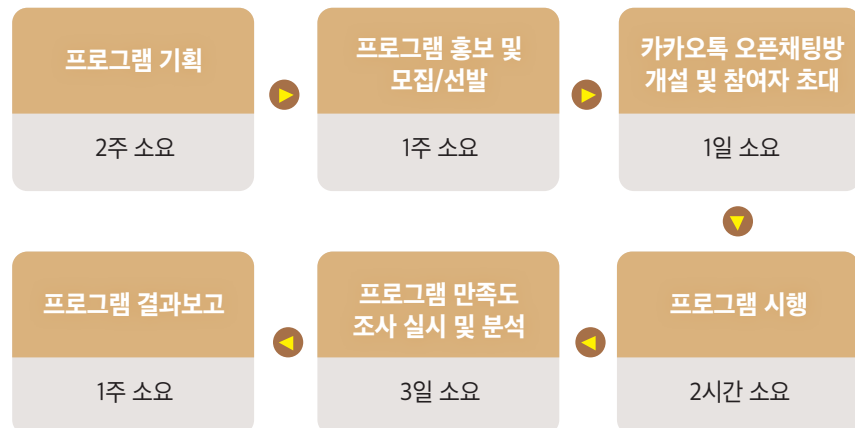 프로그램 기획
2주 소요
프로그램 홍보 및
모집/선발
1주 소요
카카오톡 오픈채팅방
개설 및 참여자 초대
1일 소요
프로그램 시행
2시간 소요
프로그램 만족도
조사 실시 및 분석
3일 소요
프로그램 결과보고
1주 소요